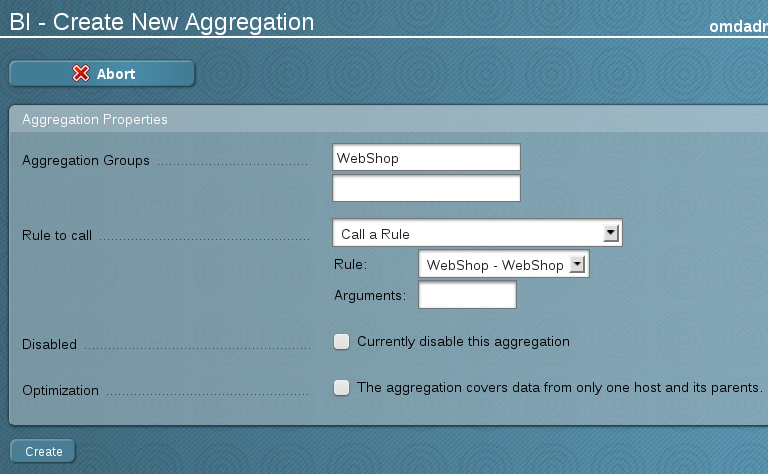 BI - Create New Aggregation
omdadm
Abort
Aggregation Properties
Aggregation Groups WebShop
Rule to call Call a Rule
Rule: WebShop - WebShop
Arguments:
Disabled Currently disable this aggregation
Optimization The aggregation covers data from only one host and its parents.
Create